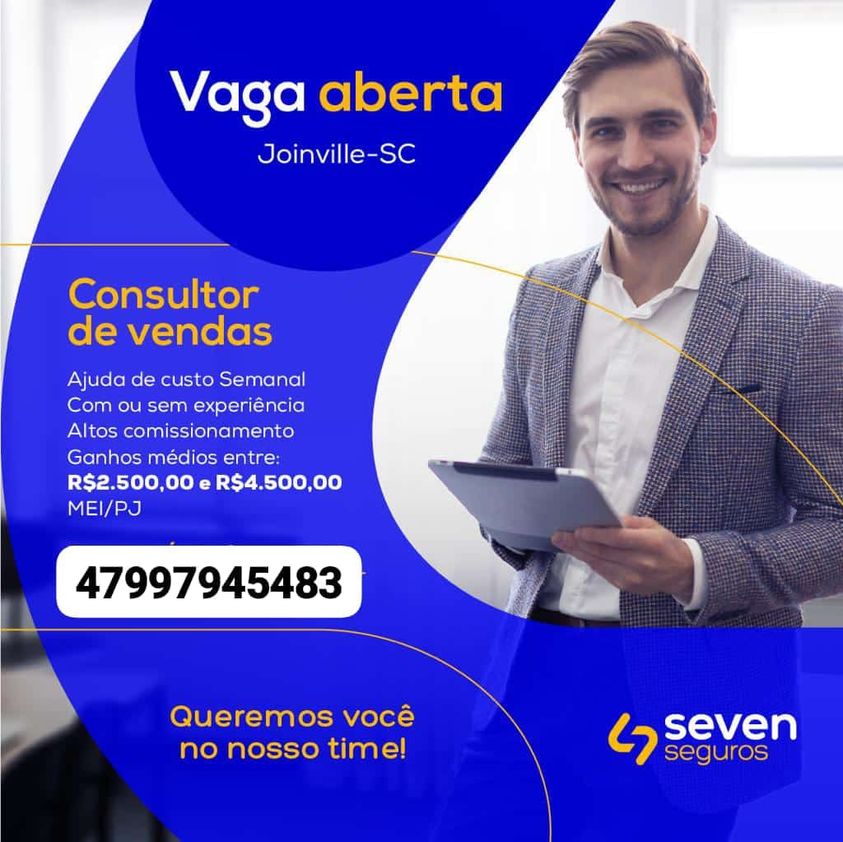 Vaga aberta
Joinville-SC
Consultor
de vendas
Ajuda de custo Semanal
Com ou sem experiência
Altos comissionamento
Ganhos médios entre:
R$2.500,00 e R$4.500,00
MEI/PJ
47997945483
Queremos você
no nosso time!
seven
seguros